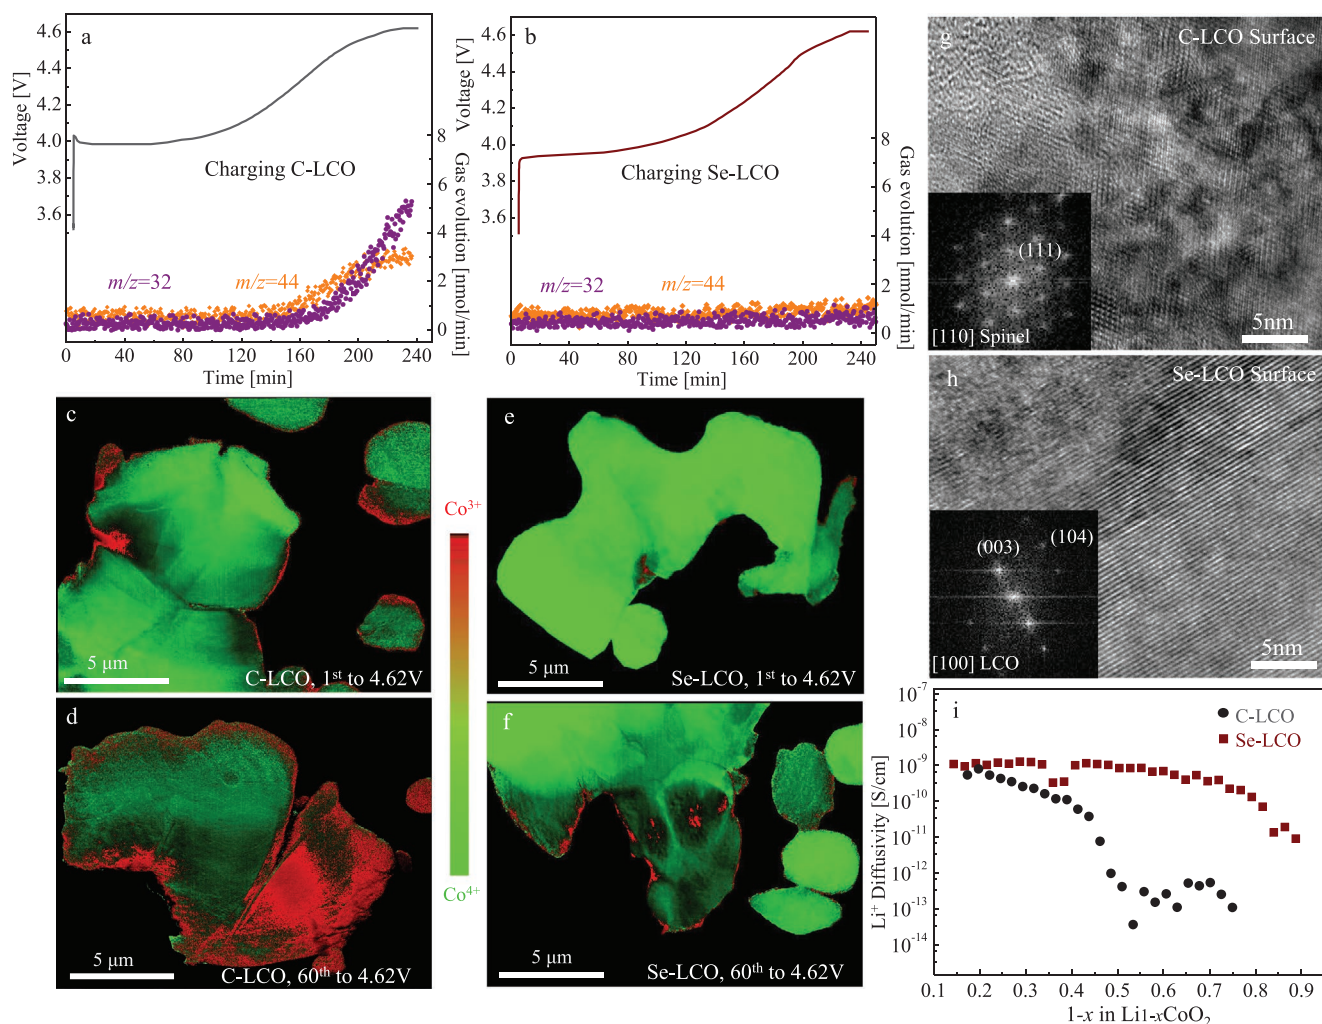 a
4.6
4.4
4.2
4.0
3.8
3.6
Voltage [V]
Charging C-LCO
m/z=32
m/z=44
8
6
4
2
0
Gas evolution [nmol/min]
0
40
80
120
160
200
240
Time [min]
b
4.6
4.4
4.2
4.0
3.8
3.6
Voltage [V]
Charging Se-LCO
m/z=32
m/z=44
8
6
4
2
0
Gas evolution [nmol/min]
0
40
80
120
160
200
240
Time [min]
g
C-LCO Surface
(111)
[110] Spinel
5nm
h
Se-LCO Surface
(003)
(104)
[100] LCO
5nm
c
5 μm
C-LCO, 1st to 4.62V
Co3+
Co4+
e
5 μm
Se-LCO, 1st to 4.62V
d
5 μm
C-LCO, 60th to 4.62V
f
5 μm
Se-LCO, 60th to 4.62V
i
C-LCO
Se-LCO
10-7
10-8
10-9
10-10
10-11
10-12
10-13
10-14
Li+ Diffusivity [S/cm]
0.1
0.2
0.3
0.4
0.5
0.6
0.7
0.8
0.9
1-x in Li1-xCoO2